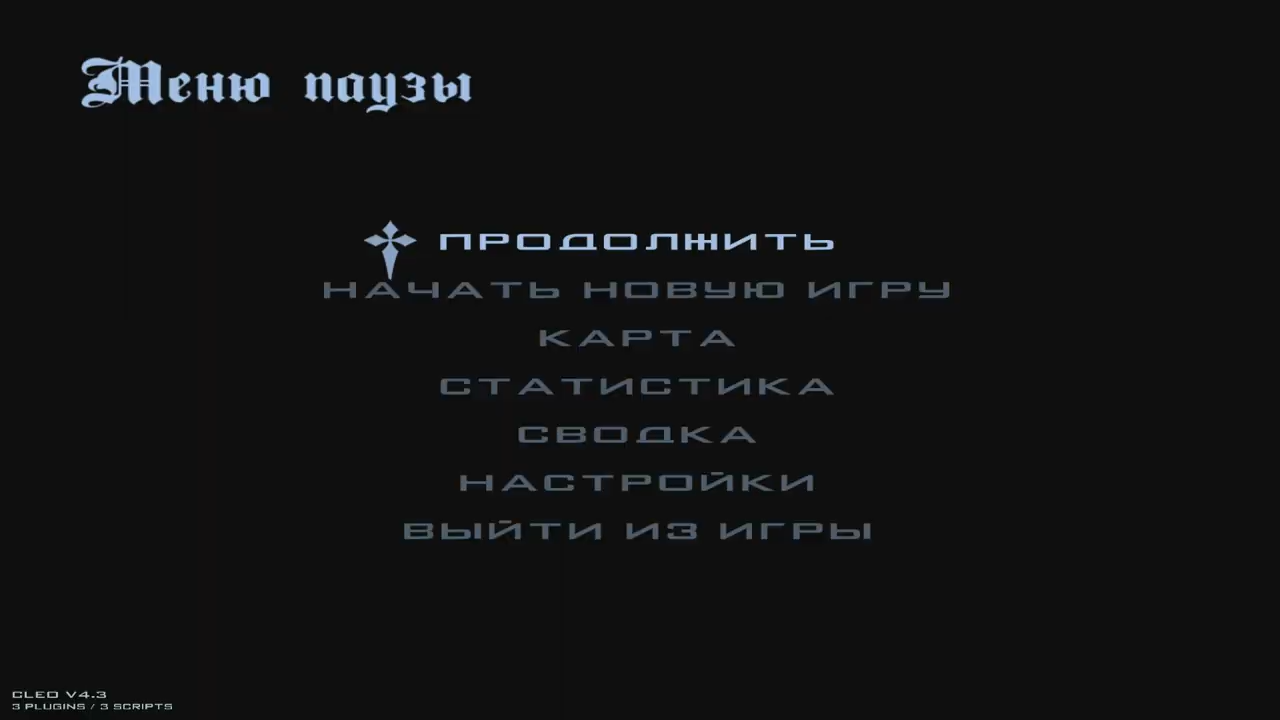 Меню паузы
ПРОДОЛЖИТЬ
НАЧАТЬ НОВУЮ ИГРУ
КАРТА
СТАТИСТИКА
СВОДКА
НАСТРОЙКИ
ВЫЙТИ ИЗ ИГРЫ
CLEO V4.3
3 PLUGINS / 3 SCRIPTS